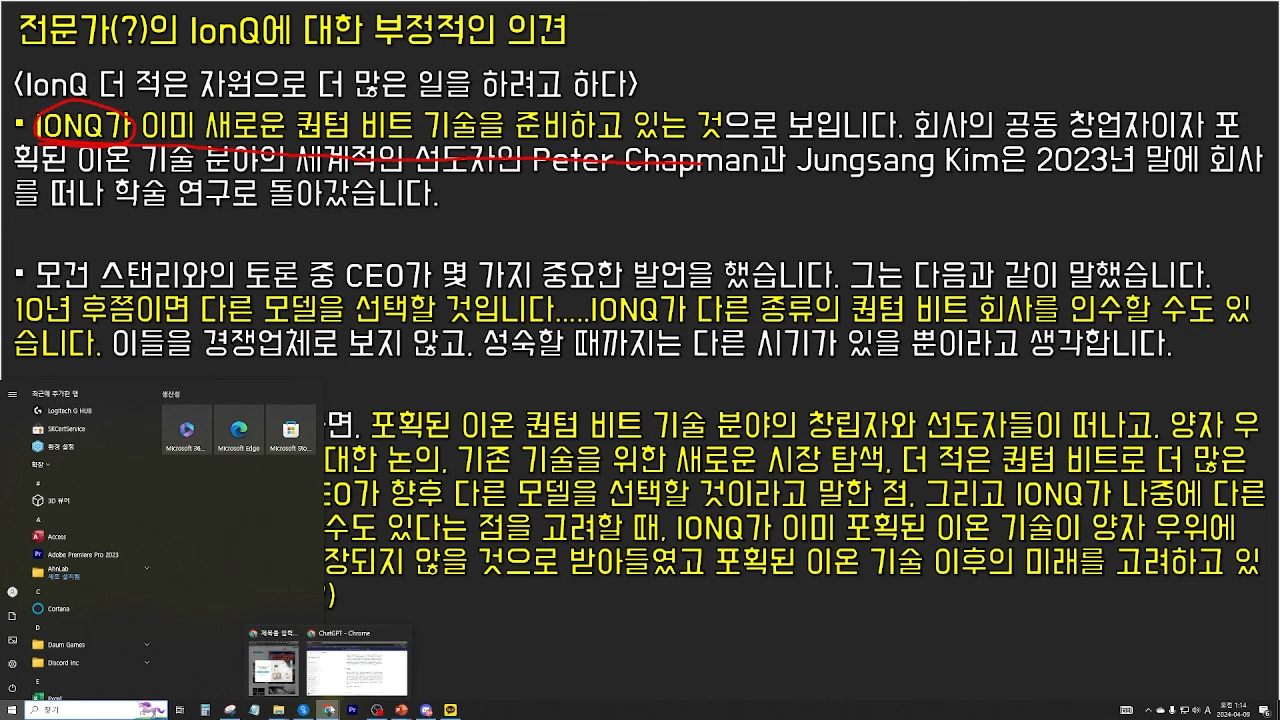 전문가(?)의 IonQ에 대한 부정적인 의견
<IonQ 더 적은 자원으로 더 많은 일을 하려고 하다>
▪ IONQ가 이미 새로운 퀀텀 비트 기술을 준비하고 있는 것으로 보입니다. 회사의 공동 창업자이자 포
획된 이온 기술 분야의 세계적인 선도자인 Peter Chapman과 Jungsang Kim은 2023년 말에 회사
를 떠나 학술 연구로 돌아갔습니다.
▪ 모건 스탠리와의 토론 중 CEO가 몇 가지 중요한 발언을 했습니다. 그는 다음과 같이 말했습니다.
10년 후쯤이면 다른 모델을 선택할 것입니다.....IONQ가 다른 종류의 퀀텀 비트 회사를 인수할 수도 있
습니다. 이들을 경쟁업체로 보지 않고, 성숙할 때까지는 다른 시기가 있을 뿐이라고 생각합니다.
면, 포획된 이온 퀀텀 비트 기술 분야의 창립자와 선도자들이 떠나고, 양자 우
대한 논의, 기존 기술을 위한 새로운 시장 탐색, 더 적은 퀀텀 비트로 더 많은
EO가 향후 다른 모델을 선택할 것이라고 말한 점, 그리고 IONQ가 나중에 다른
수도 있다는 점을 고려할 때, IONQ가 이미 포획된 이온 기술이 양자 우위에
장되지 않을 것으로 받아들였고 포획된 이온 기술 이후의 미래를 고려하고 있
)
최근에 추가한 앱
Logitech G HUB
SKCertService
환경 설정
확장
#
3D 뷰어
A
Access
Adobe Premiere Pro 2023
AhnLab
새로 설치됨
C
Cortana
D
Daum Games
Discord Inc
E
Excel
생산성
Microsoft 36...
Microsoft Edge
Microsoft Sto...
제목을 입력...
ChatGPT - Chrome
찾기
A
오전 1:14
2024-04-09